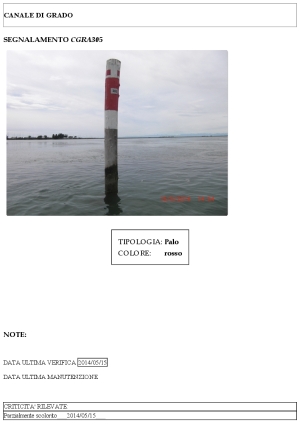 CANALE DI GRADO
SEGNALAMENTO CGRA305
TIPOLOGIA: Palo
COLORE: rosso
NOTE:
DATA ULTIMA VERIFICA 2014/05/15
DATA ULTIMA MANUTENZIONE
CRITICITA' RILEVATE
Parzialmente scolorito 2014/05/15